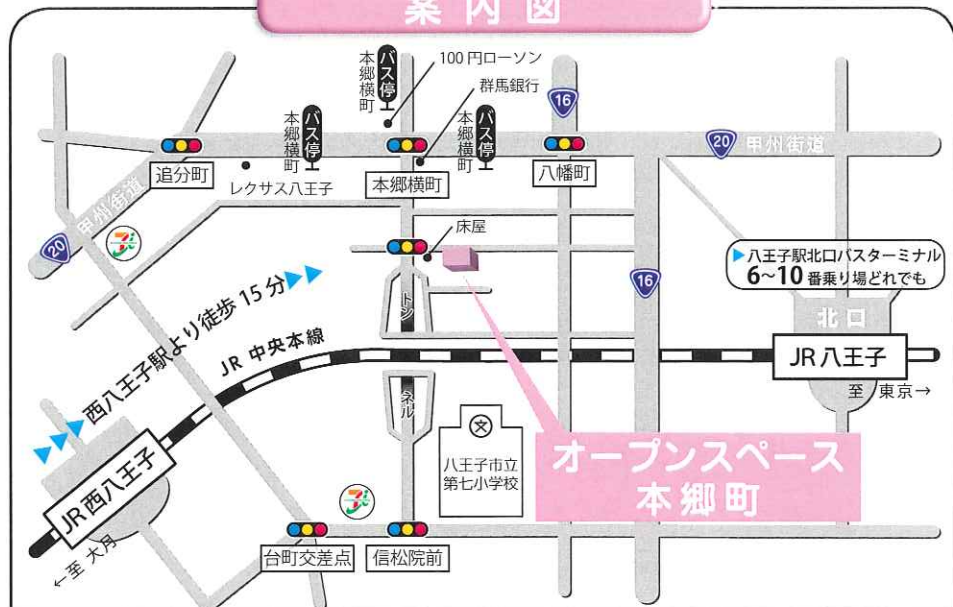 案内図
100円ローソン
群馬銀行
バス停
本郷横町
バス停
本郷横町
バス停
本郷横町
16
20
甲州街道
追分町
レクサス八王子
本郷横町
八幡町
甲州街道
20
床屋
16
八王子駅北口バスターミナル
6~10番乗り場どれでも
北口
JR八王子
至 東京→
西八王子駅より徒歩15分
JR 中央本線
トン
ネル
文
八王子市立
第七小学校
オープンスペース
本郷町
JR西八王子
←至 大月
台町交差点
信松院前